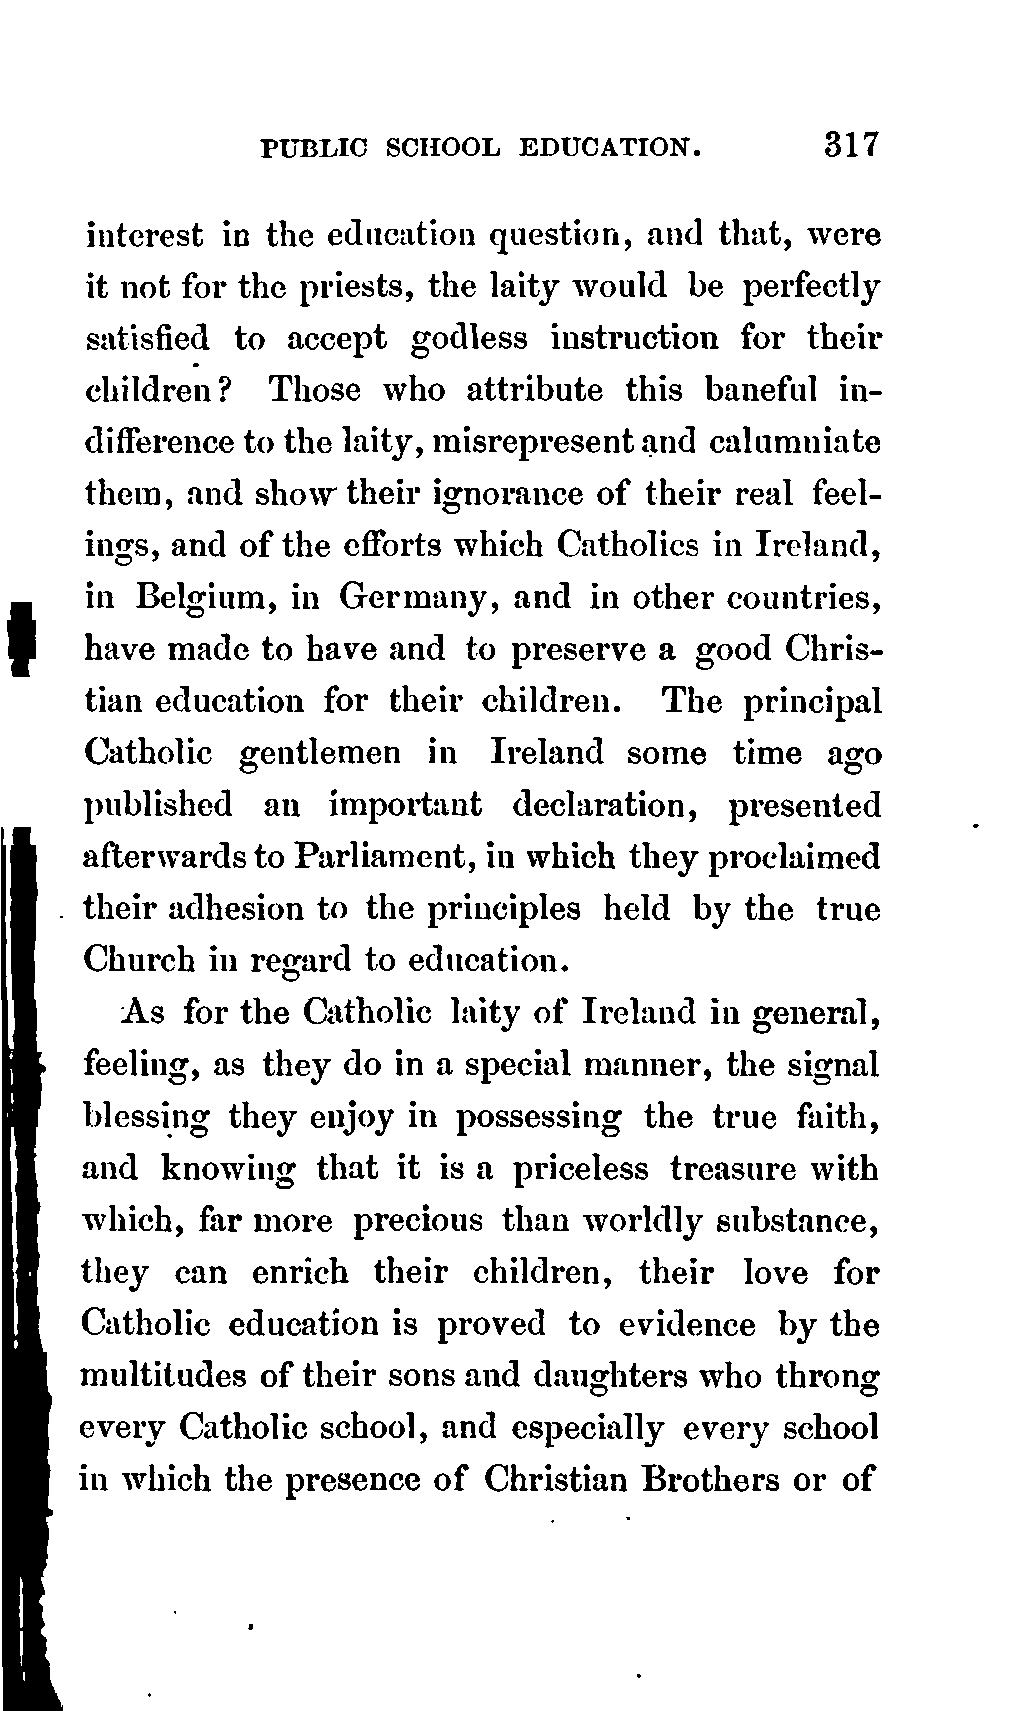 PUBLIC SCHOOL EDUCATION. 317
interest in the education question, and that, were
it not for the priests, the laity would be perfectly
satisfied to accept godless instruction for their
children? Those who attribute this baneful in-
difference to the laity, misrepresent and calumniate
them, and show their ignorance of their real feel-
ings, and of the efforts which Catholics in Ireland,
in Belgium, in Germany, and in other countries,
have made to have and to preserve a good Chris-
tian education for their children. The principal
Catholic gentlemen in Ireland some time ago
published an important declaration, presented
afterwards to Parliament, in which they proclaimed
their adhesion to the principles held by the true
Church in regard to education.
As for the Catholic laity of Ireland in general,
feeling, as they do in a special manner, the signal
blessing they enjoy in possessing the true faith,
and knowing that it is a priceless treasure with
which, far more precious than worldly substance,
they can enrich their children, their love for
Catholic education is proved to evidence by the
multitudes of their sons and daughters who throng
every Catholic school, and especially every school
in which the presence of Christian Brothers or of